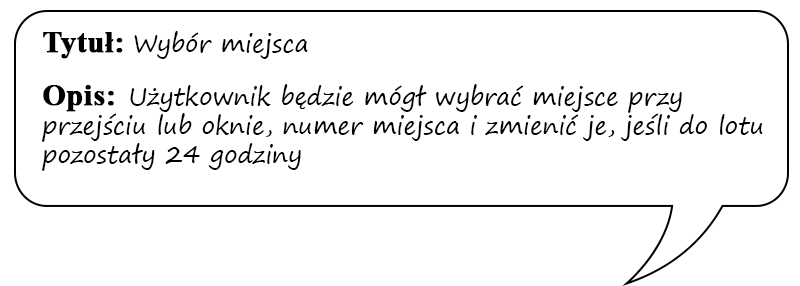 Tytuł: Wybór miejsca
Opis: Użytkownik będzie mógł wybrać miejsce przy
przejściu lub oknie, numer miejsca i zmienić je, jeśli do lotu
pozostały 24 godziny